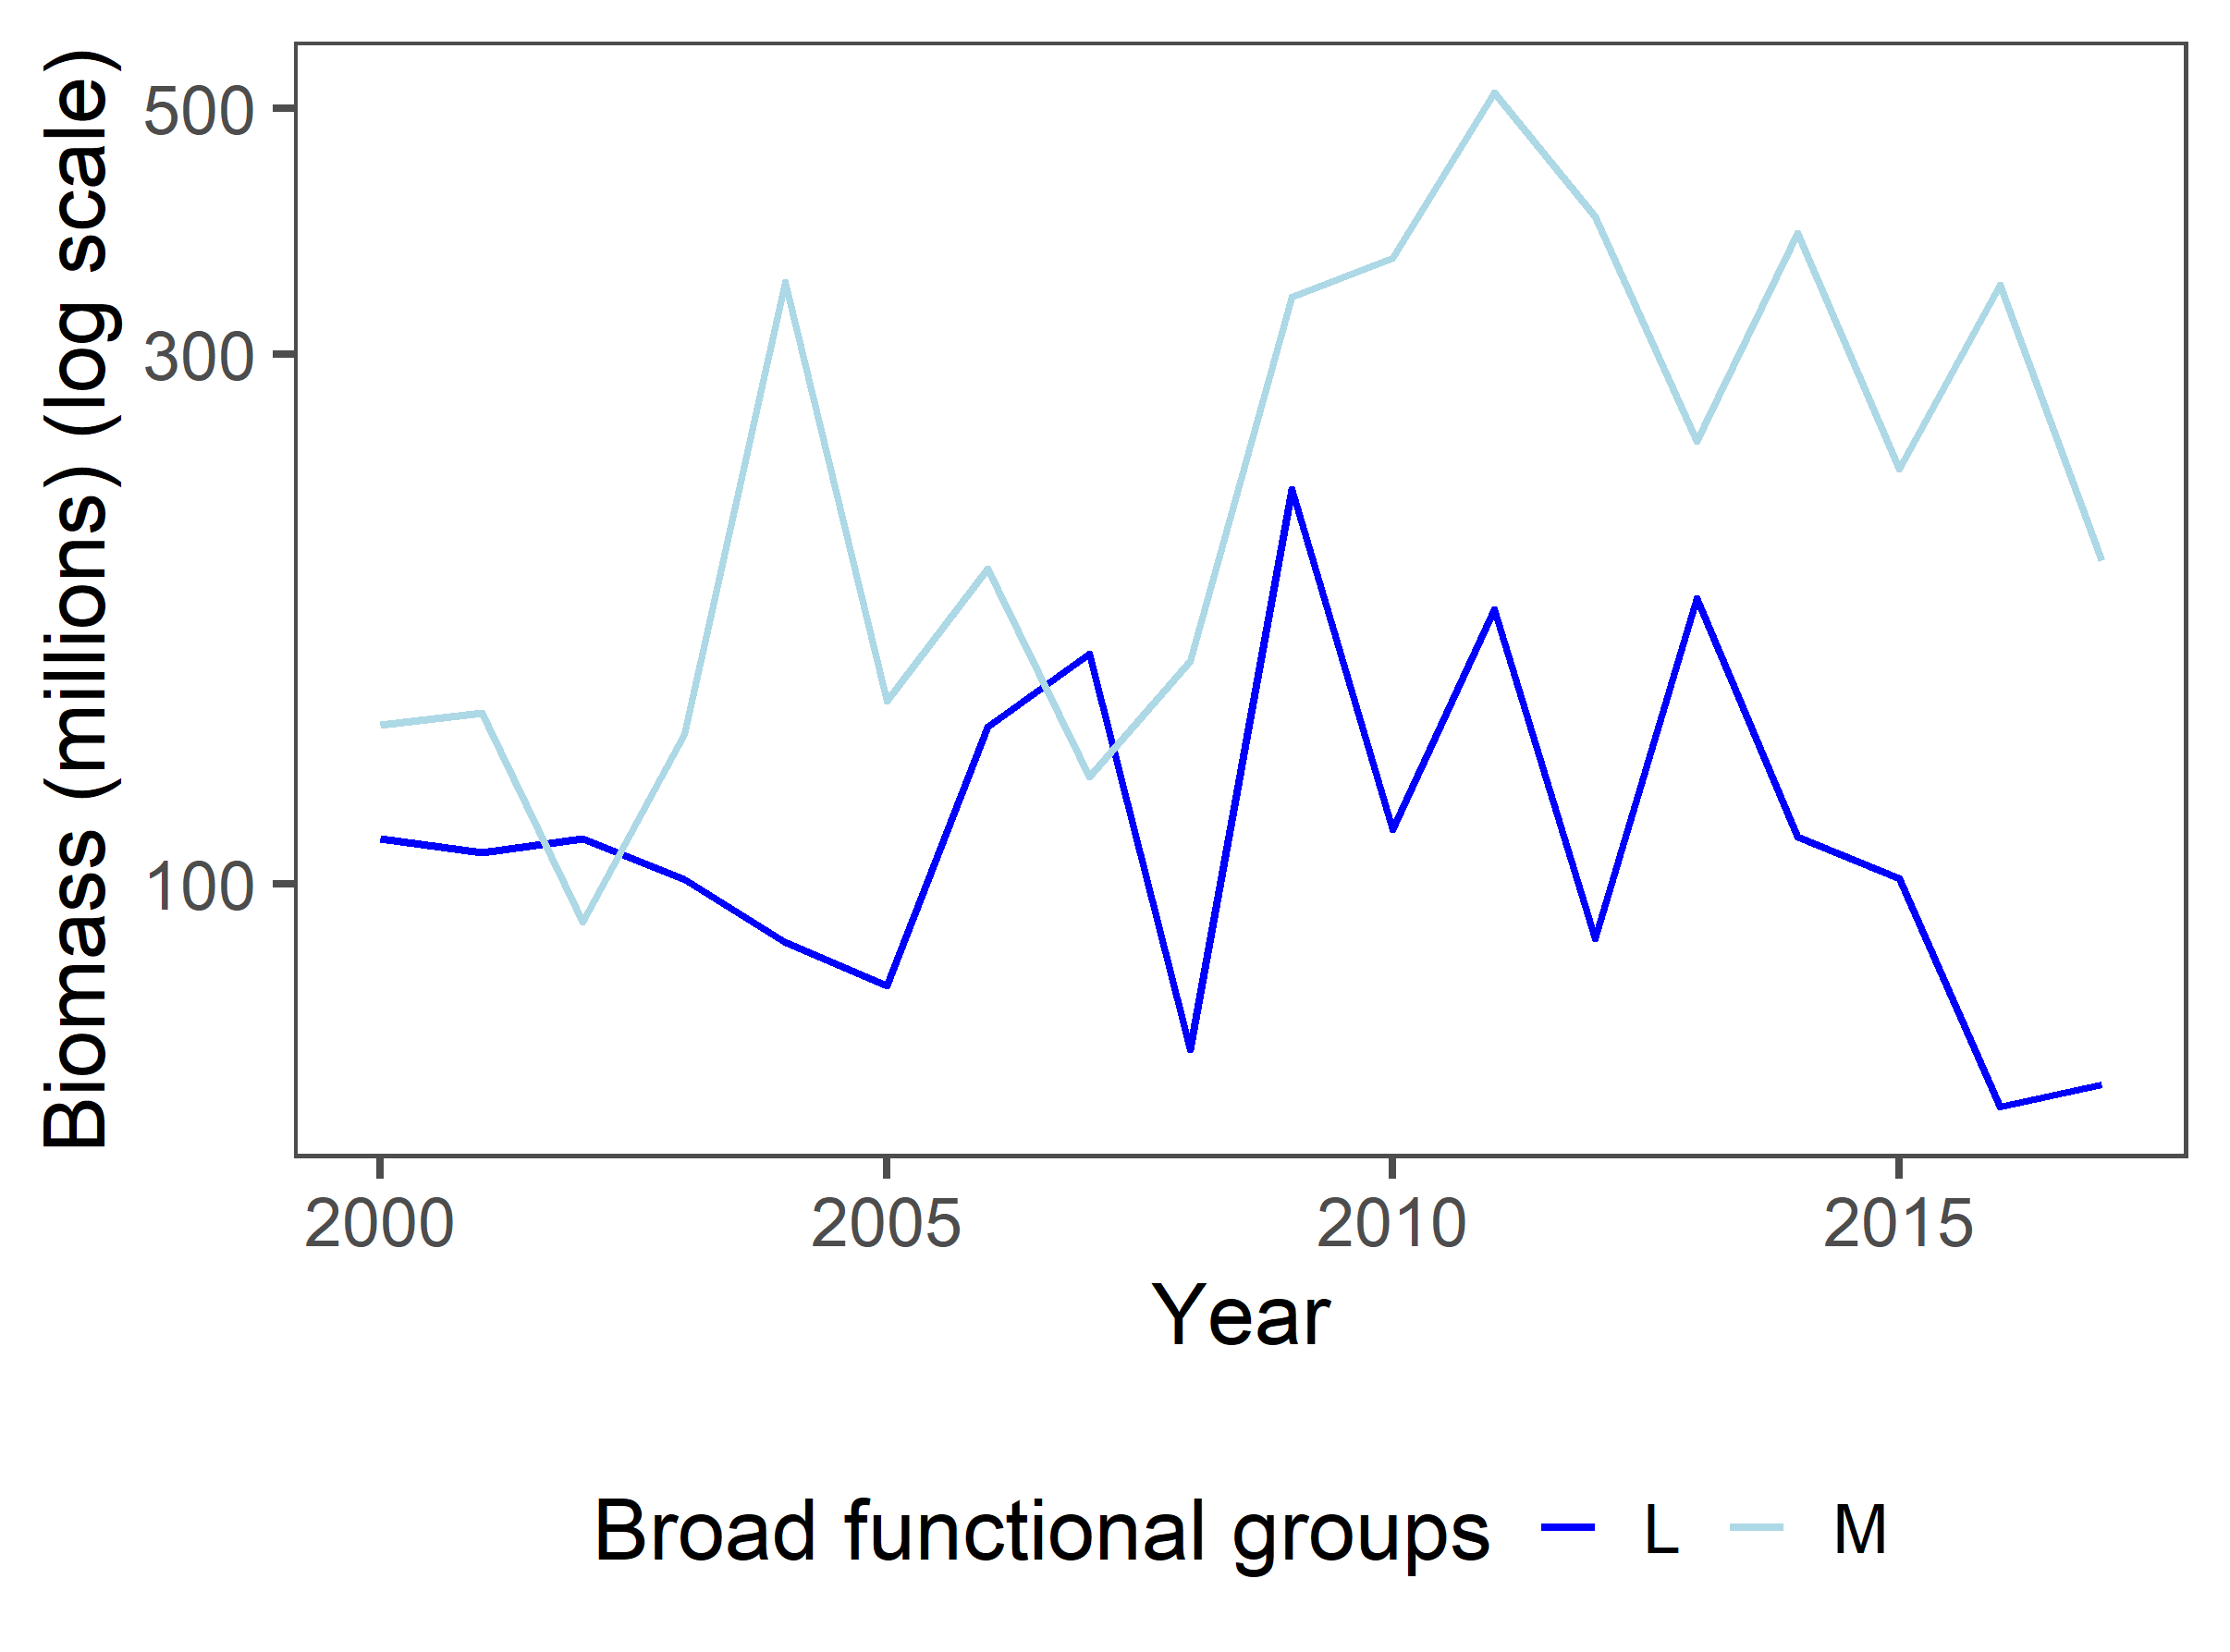 Biomass (millions) (log scale)
500
300
100
2000 2005 2010 2015
Year
Broad functional groups L M